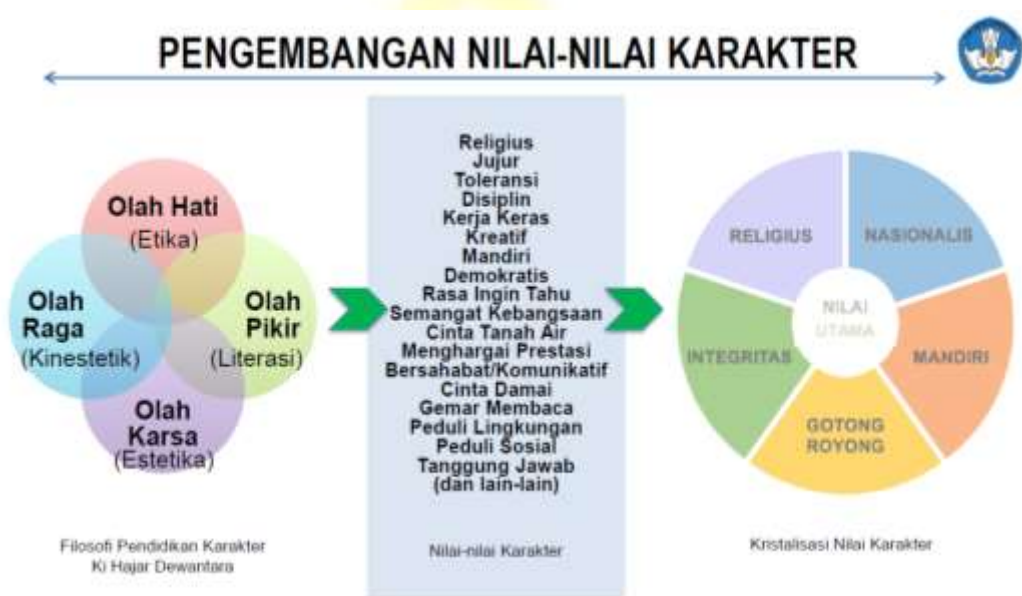 PENGEMBANGAN NILAI-NILAI KARAKTER
Olah Hati
(Etika)
Olah
Raga
(Kinestetik)
Olah
Pikir
(Literasi)
Olah
Karsa
(Estetika)
Filosofi Pendidikan Karakter
Ki Hajar Dewantara
Religius
Jujur
Toleransi
Disiplin
Kerja Keras
Kreatif
Mandiri
Demokratis
Rasa Ingin Tahu
Semangat Kebangsaan
Cinta Tanah Air
Menghargai Prestasi
Bersahabat/Komunikatif
Cinta Damai
Gemar Membaca
Peduli Lingkungan
Peduli Sosial
Tanggung Jawab
(dan lain-lain)
Nilai-nilai Karakter
RELIGIUS
NASIONALIS
INTEGRITAS
NILAI
UTAMA
MANDIRI
GOTONG
ROYONG
Kristalisasi Nilai Karakter